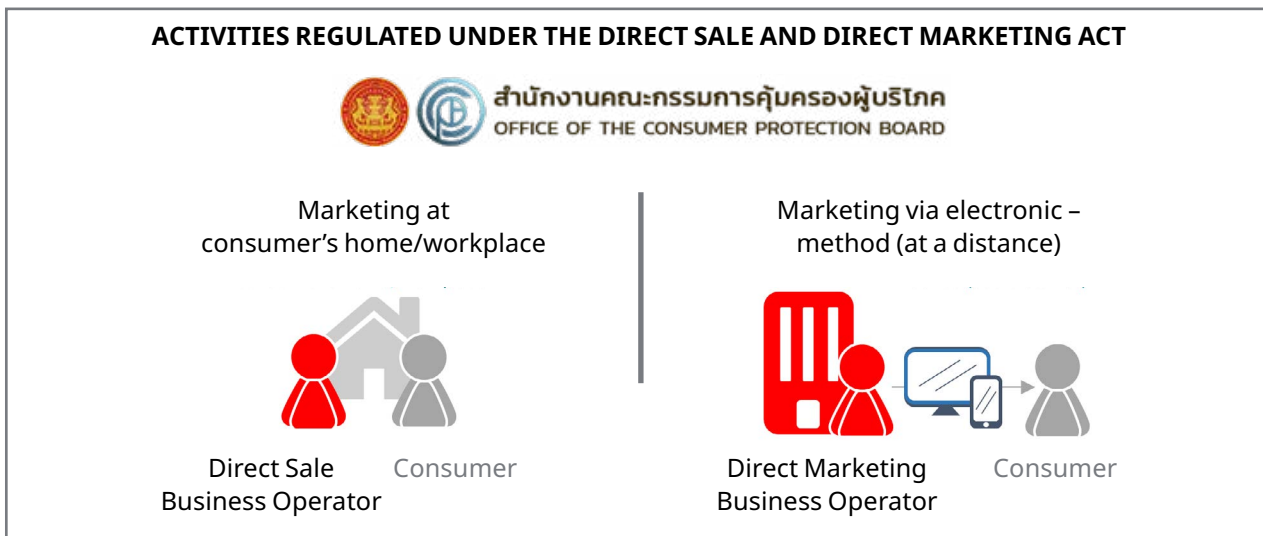 ACTIVITIES REGULATED UNDER THE DIRECT SALE AND DIRECT MARKETING ACT
สำนักงานคณะกรรมการคุ้มครองผู้บริโภค
OFFICE OF THE CONSUMER PROTECTION BOARD
Marketing at
consumer's home/workplace
Direct Sale
Business Operator
Consumer
Marketing via electronic –
method (at a distance)
Direct Marketing
Business Operator
Consumer